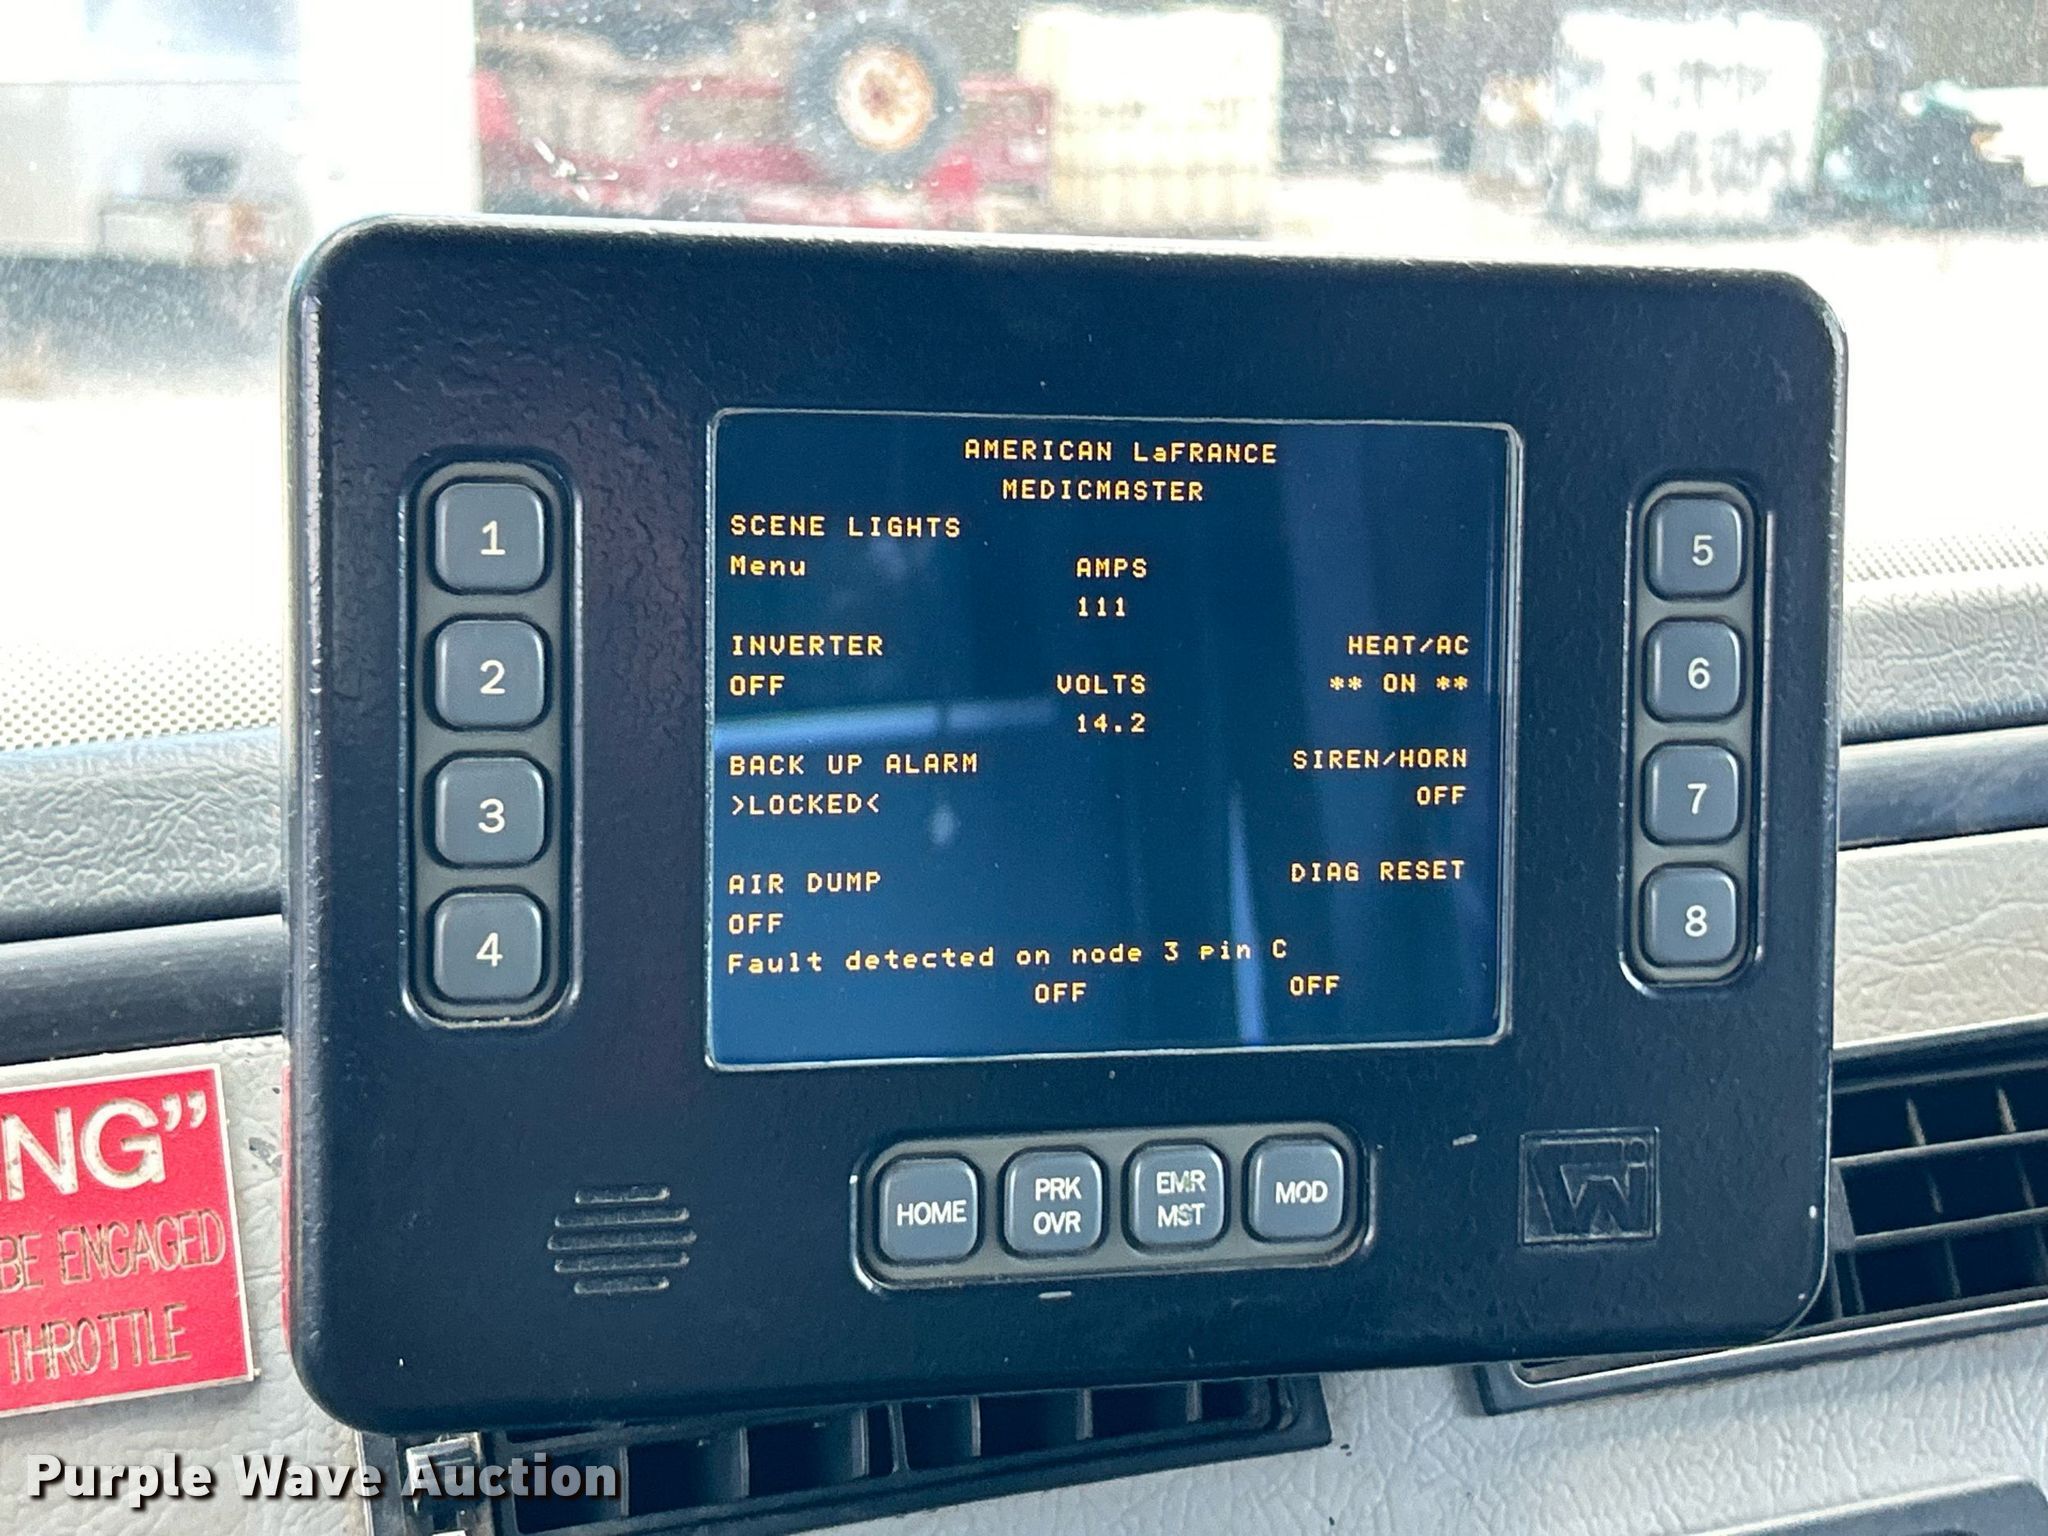 AMERICAN LaFRANCE
MEDICMASTER
SCENE LIGHTS
Menu AMPS
111
INVERTER HEAT/AC
OFF VOLTS ** ON **
14.2
BACK UP ALARM SIREN/HORN
>LOCKED< OFF
AIR DUMP DIAG RESET
OFF
Fault detected on node 3 pin C
OFF OFF
1
2
3
4
5
6
7
8
HOME
PRK
OVR
EMR
MST
MOD
NG”
BE ENGAGED
THROTTLE
Purple Wave Auction